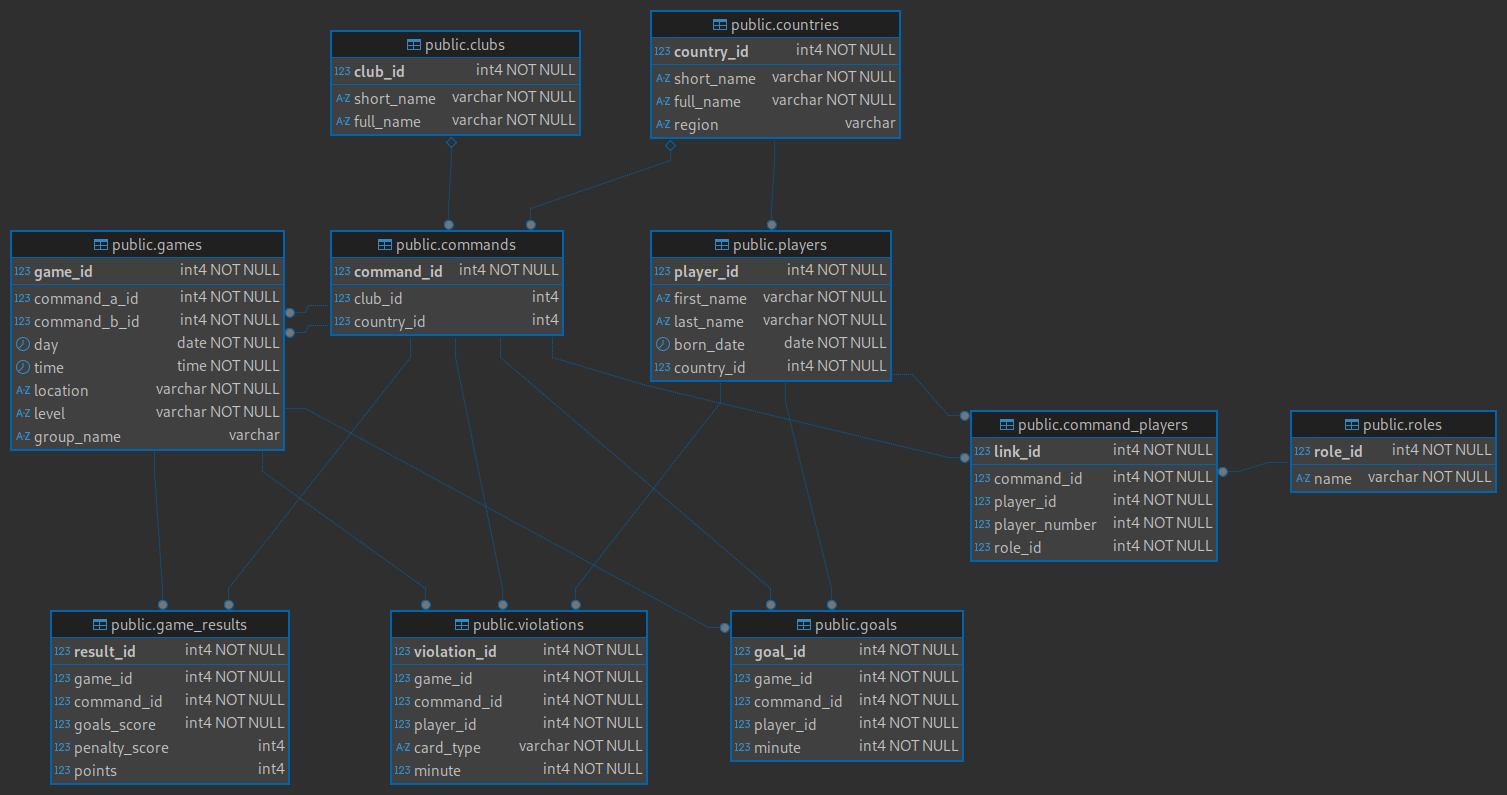 public.countries
123 country_id int4 NOT NULL
A-Z short_name varchar NOT NULL
A-Z full_name varchar NOT NULL
A-Z region varchar
public.clubs
123 club_id int4 NOT NULL
A-Z short_name varchar NOT NULL
A-Z full_name varchar NOT NULL
public.games
123 game_id int4 NOT NULL
123 command_a_id int4 NOT NULL
123 command_b_id int4 NOT NULL
day date NOT NULL
time time NOT NULL
A-Z location varchar NOT NULL
A-Z level varchar NOT NULL
A-Z group_name varchar
public.commands
123 command_id int4 NOT NULL
123 club_id int4
123 country_id int4
public.players
123 player_id int4 NOT NULL
A-Z first_name varchar NOT NULL
A-Z last_name varchar NOT NULL
born_date date NOT NULL
123 country_id int4 NOT NULL
public.command_players
123 link_id int4 NOT NULL
123 command_id int4 NOT NULL
123 player_id int4 NOT NULL
123 player_number int4 NOT NULL
123 role_id int4 NOT NULL
public.roles
123 role_id int4 NOT NULL
A-Z name varchar NOT NULL
public.game_results
123 result_id int4 NOT NULL
123 game_id int4 NOT NULL
123 command_id int4 NOT NULL
123 goals_score int4 NOT NULL
123 penalty_score int4
123 points int4
public.violations
123 violation_id int4 NOT NULL
123 game_id int4 NOT NULL
123 command_id int4 NOT NULL
123 player_id int4 NOT NULL
A-Z card_type varchar NOT NULL
123 minute int4 NOT NULL
public.goals
123 goal_id int4 NOT NULL
123 game_id int4 NOT NULL
123 command_id int4 NOT NULL
123 player_id int4 NOT NULL
123 minute int4 NOT NULL